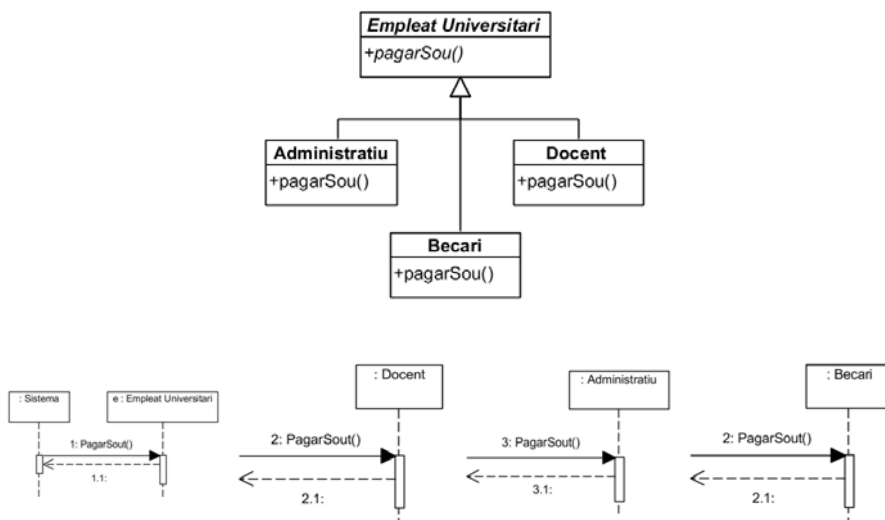 Empleat Universitari
+pagarSou()
Administratiu
+pagarSou()
Docent
+pagarSou()
Becari
+pagarSou()
: Sistema
e : Empleat Universitari
1: PagarSout()
1.1:
: Docent
2: PagarSout()
2.1:
: Administratiu
3: PagarSout()
3.1:
: Becari
2: PagarSout()
2.1: